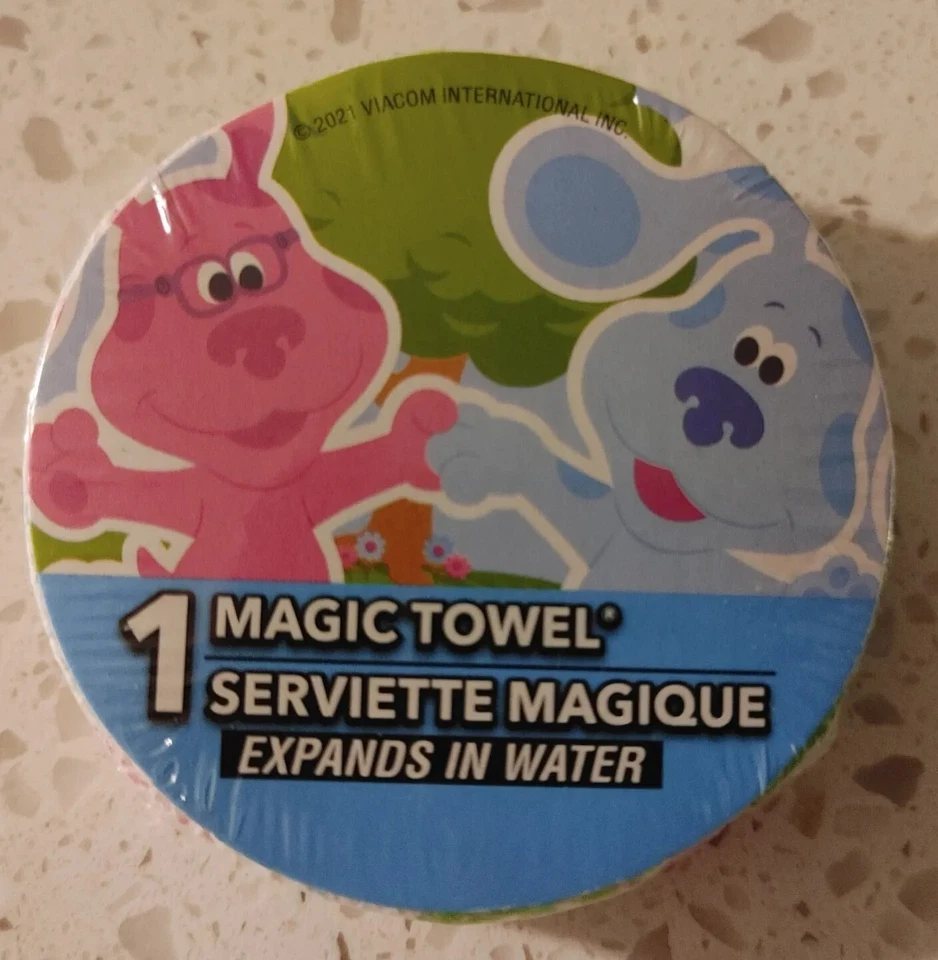 © 2021 VIACOM INTERNATIONAL INC.
1 MAGIC TOWEL®
SERVIETTE MAGIQUE
EXPANDS IN WATER